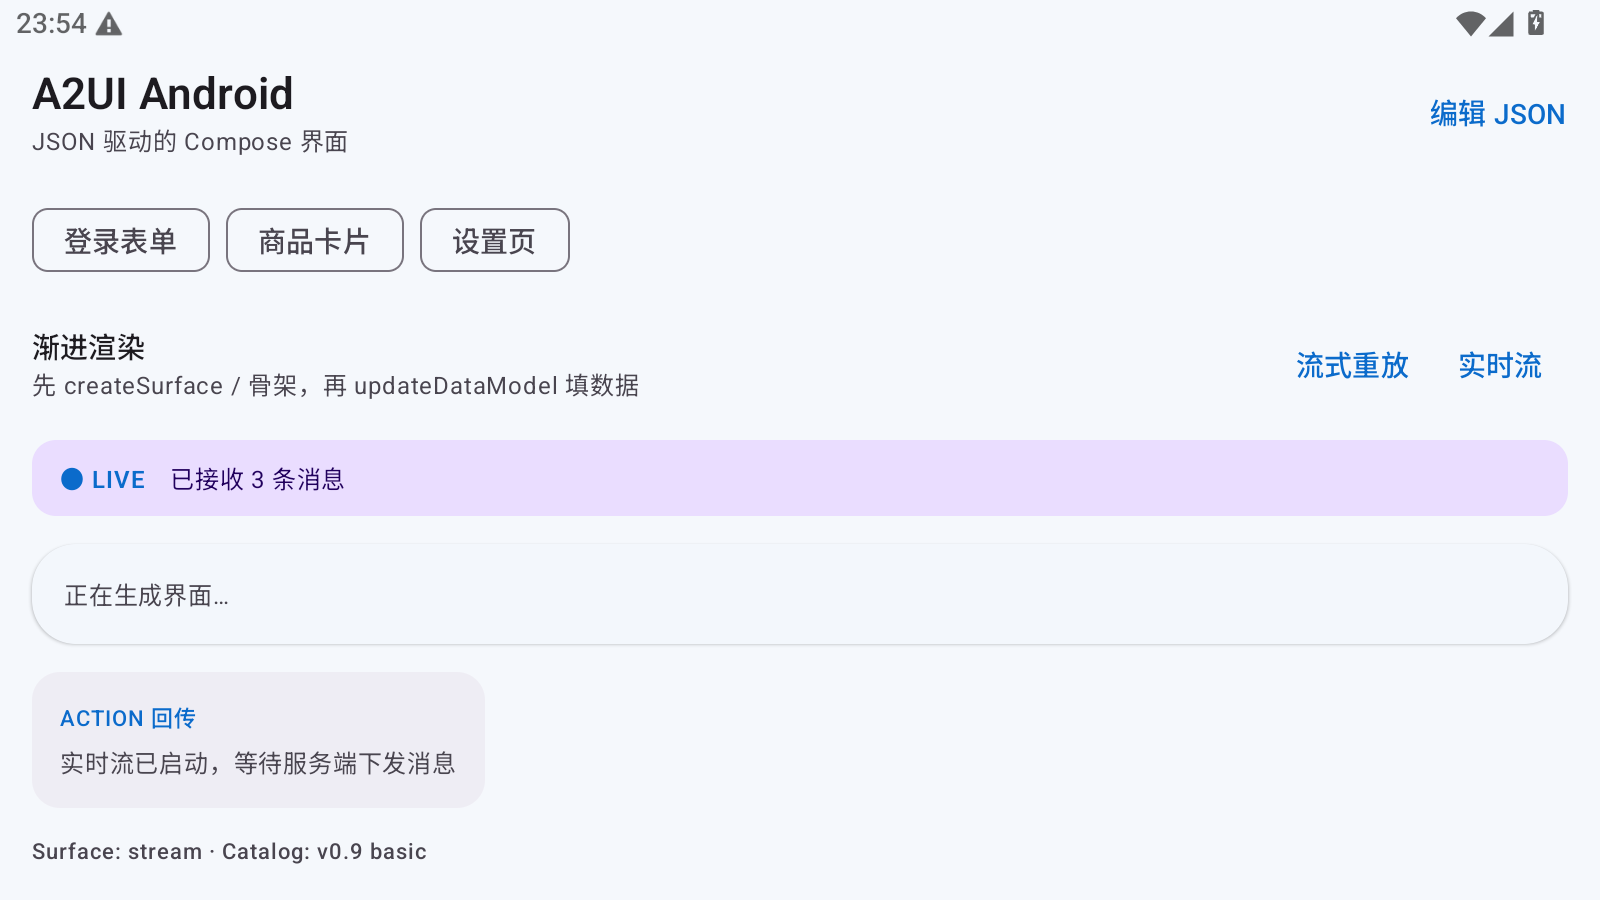 23:54
A2UI Android
JSON 驱动的 Compose 界面
编辑 JSON
登录表单
商品卡片
设置页
渐进渲染
先 createSurface / 骨架，再 updateDataModel 填数据
流式重放
实时流
LIVE 已接收 3 条消息
正在生成界面…
ACTION 回传
实时流已启动，等待服务端下发消息
Surface: stream · Catalog: v0.9 basic